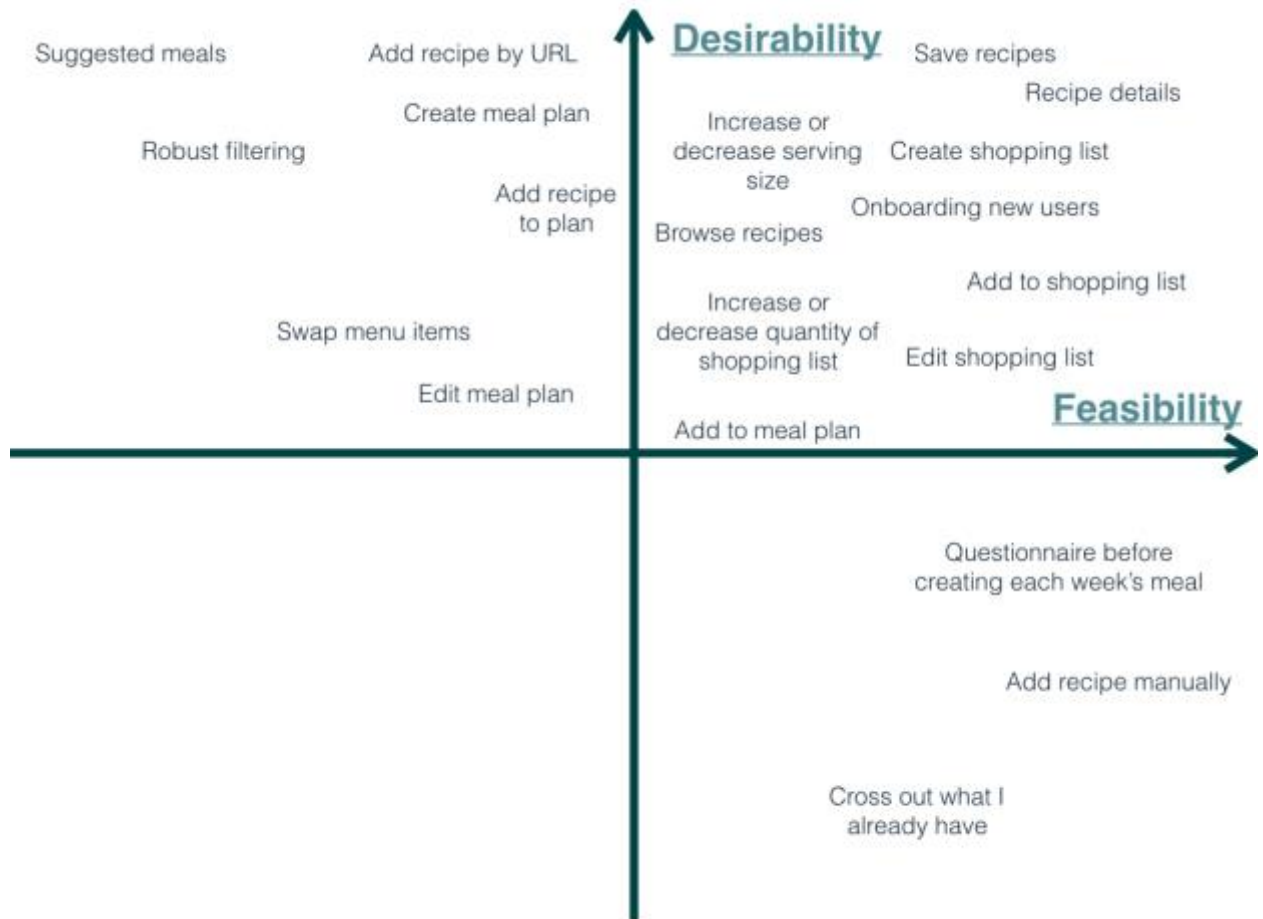 Desirability
Suggested meals
Add recipe by URL
Save recipes
Recipe details
Create meal plan
Increase or
decrease serving
size
Robust filtering
Create shopping list
Add recipe
to plan
Onboarding new users
Browse recipes
Add to shopping list
Increase or
decrease quantity of
shopping list
Swap menu items
Edit shopping list
Edit meal plan
Feasibility
Add to meal plan
Questionnaire before
creating each week's meal
Add recipe manually
Cross out what I
already have